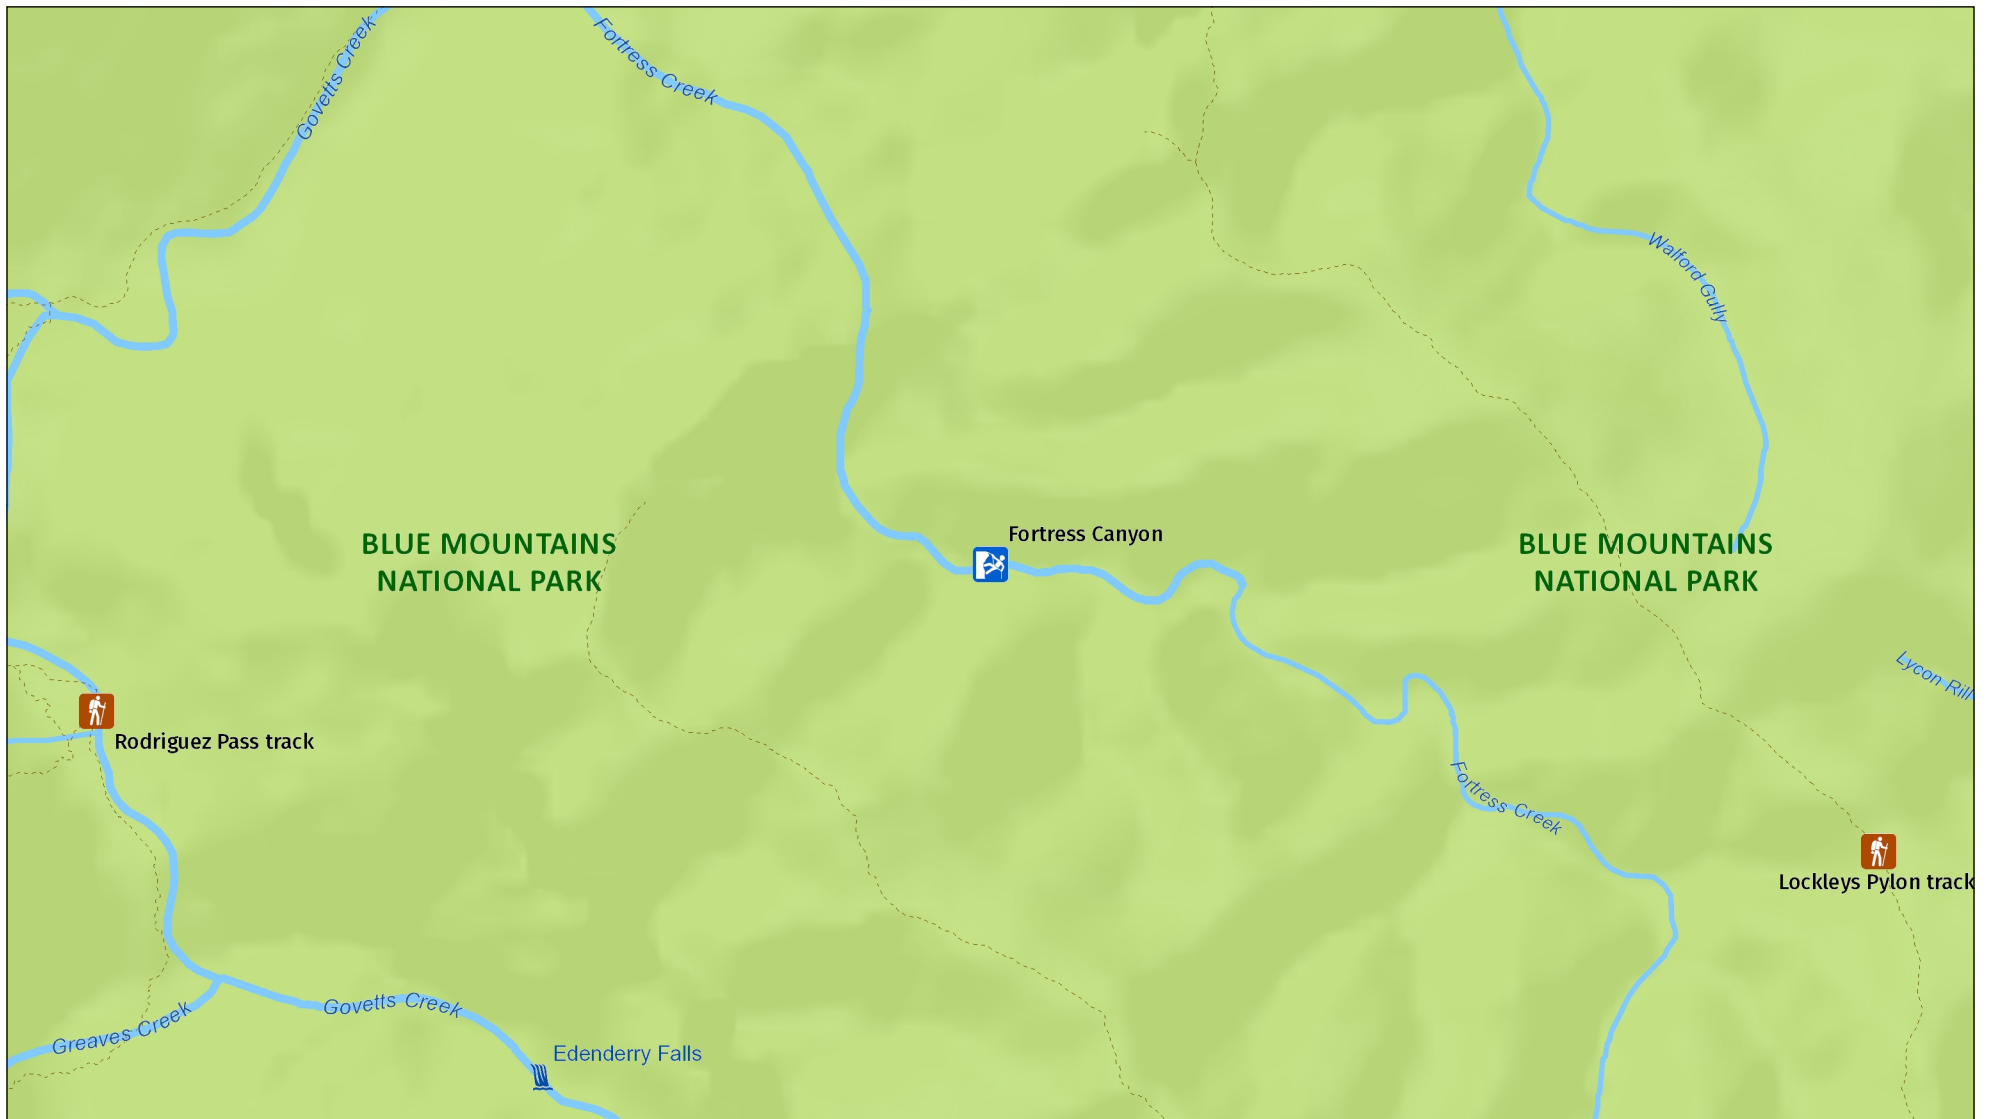 Govetts Creek
Fortress Creek
Walford Gully
Fortress Canyon
BLUE MOUNTAINS
NATIONAL PARK
BLUE MOUNTAINS
NATIONAL PARK
Lycon Rill
Rodriguez Pass track
Fortress Creek
Lockleys Pylon track
Govetts Creek
Greaves Creek
Edenderry Falls